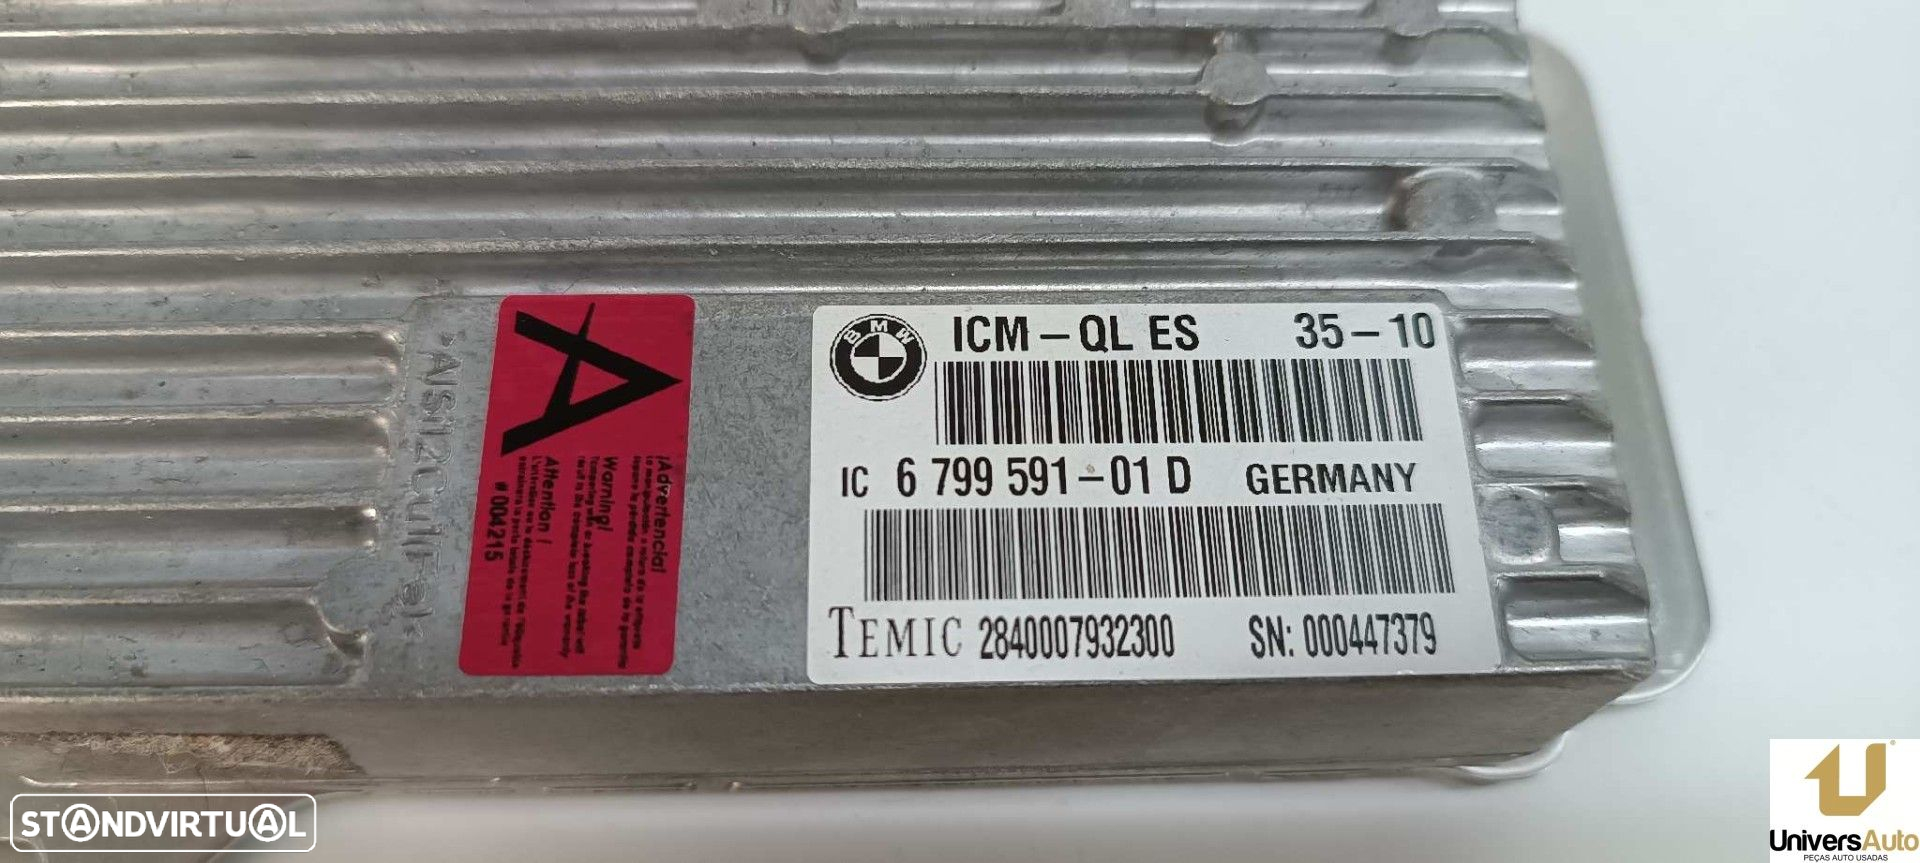 BMW
ICM-QL ES 35-10
IC 6 799 591-01 D GERMANY
TEMIC 2840007932300 SN: 000447379
A
¡Advertencia!
Warning!
Attention!
#004215
STANDVIRTUAL
UniversAuto
PEÇAS AUTO USADAS